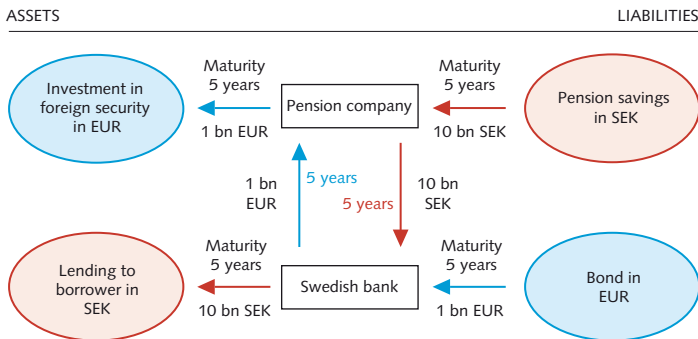 ASSETS
LIABILITIES
Investment in
foreign security
in EUR
Maturity
5 years
1 bn EUR
Pension company
Maturity
5 years
10 bn SEK
Pension savings
in SEK
1 bn
EUR
5 years
5 years
10 bn
SEK
Lending to
borrower in
SEK
Maturity
5 years
10 bn SEK
Swedish bank
Maturity
5 years
1 bn EUR
Bond in
EUR